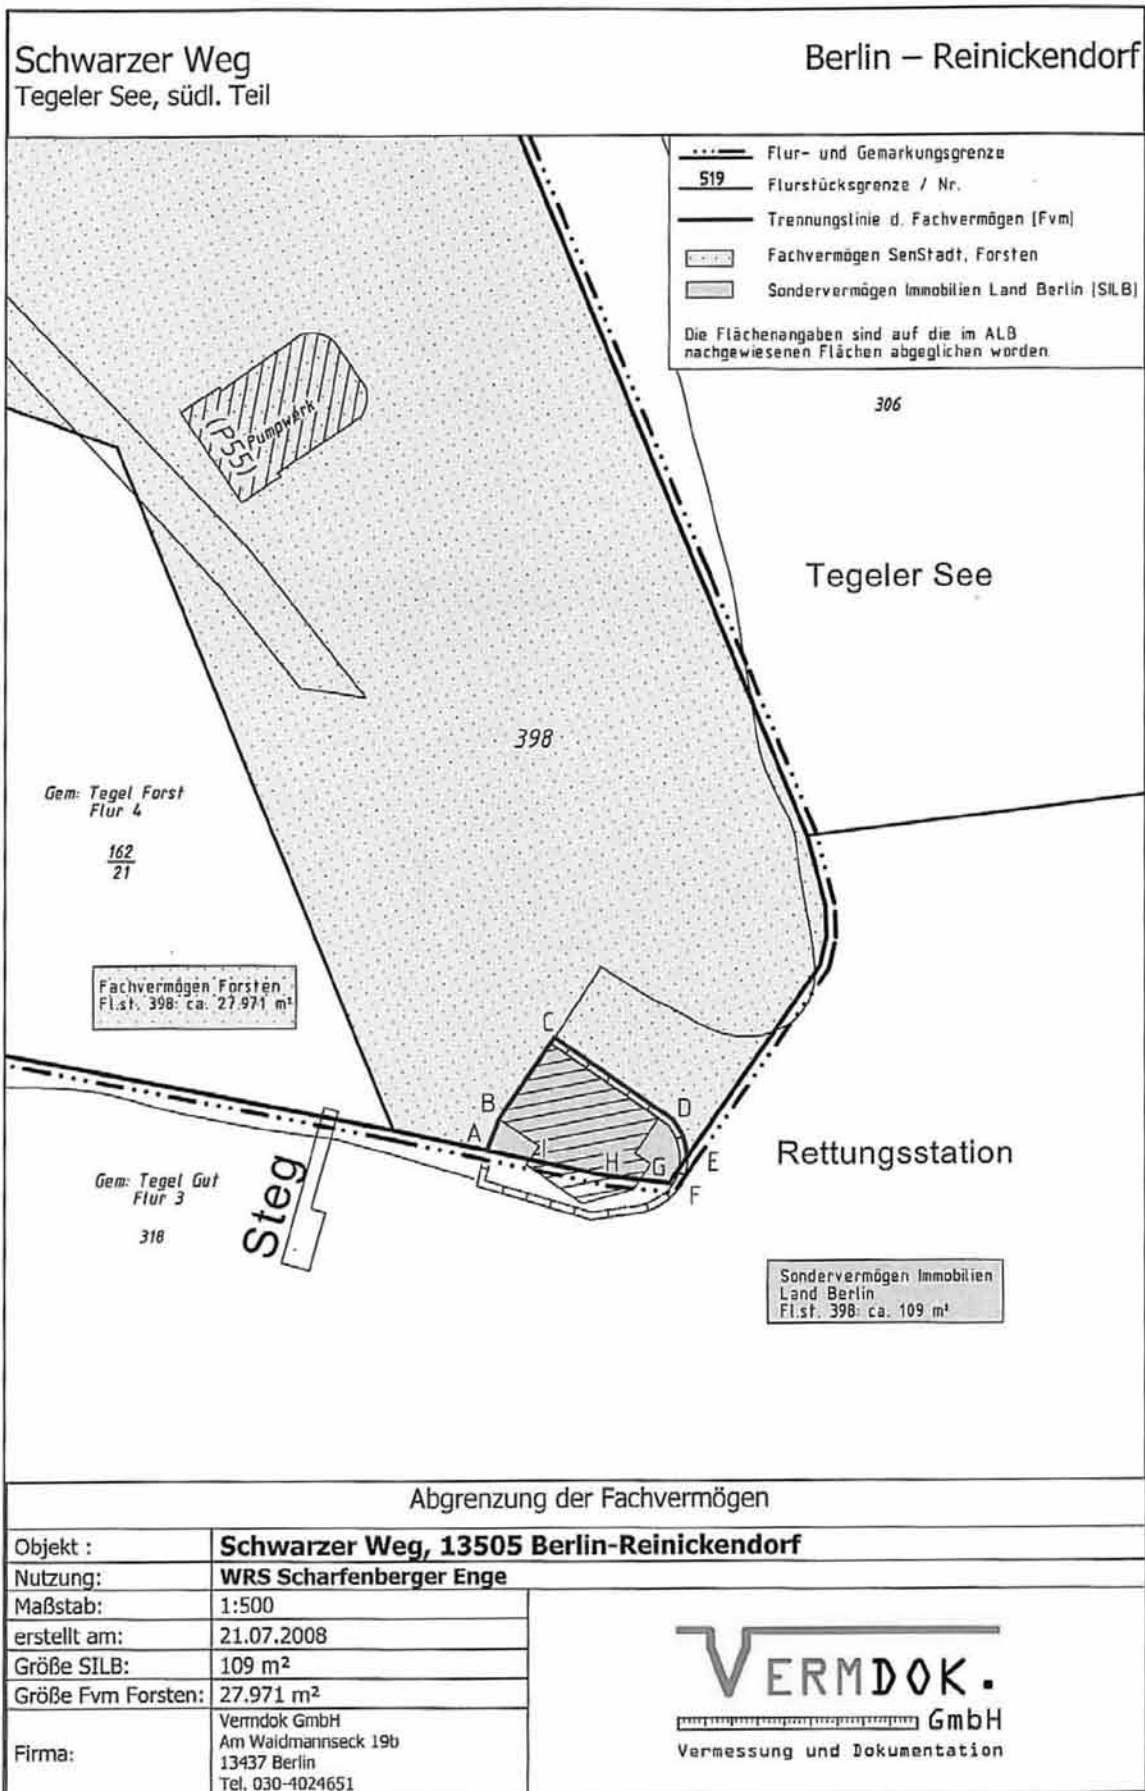 Schwarzer Weg
Tegeler See, südl. Teil
Berlin – Reinickendorf
Flur- und Gemarkungsgrenze
519
Flurstücksgrenze / Nr.
Trennungslinie d. Fachvermögen (Fvm)
Fachvermögen SenStadt, Forsten
Sondervermögen Immobilien Land Berlin (SILB)
Die Flächenangaben sind auf die im ALB
nachgewiesenen Flächen abgeglichen worden.
306
(P55)
Pumpwerk
Tegeler See
398
Gem: Tegel Forst
Flur 4
162
21
Fachvermögen Forsten
Fl.st. 398: ca. 27.971 m²
C
B
D
A
I
H
G
E
F
Rettungsstation
Gem: Tegel Gut
Flur 3
318
Steg
Sondervermögen Immobilien
Land Berlin
Fl.st. 398: ca. 109 m²
Abgrenzung der Fachvermögen
Objekt : Schwarzer Weg, 13505 Berlin-Reinickendorf
Nutzung: WRS Scharfenberger Enge
Maßstab: 1:500
erstellt am: 21.07.2008
Größe SILB: 109 m²
Größe Fvm Forsten: 27.971 m²
Firma:
Vermdok GmbH
Am Waidmannseck 19b
13437 Berlin
Tel. 030-4024651
VERMDOK.
GmbH
Vermessung und Dokumentation